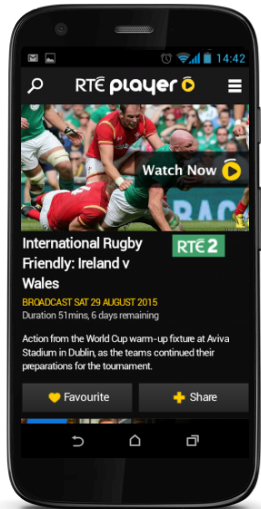 14:42
RTÉ player
Watch Now
International Rugby
Friendly: Ireland v
Wales
RTÉ 2
BROADCAST SAT 29 AUGUST 2015
Duration 51mins, 6 days remaining
Action from the World Cup warm-up fixture at Aviva
Stadium in Dublin, as the teams continued their
preparations for the tournament.
Favourite
Share